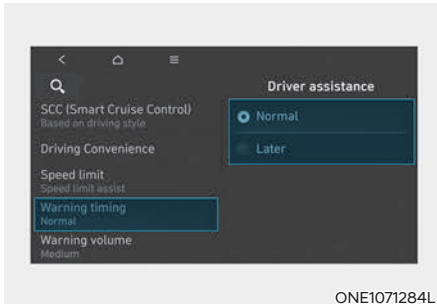 Driver assistance
SCC (Smart Cruise Control)
Based on driving style
Driving Convenience
Speed limit
Speed limit assist
Warning timing
Normal
Warning volume
Medium
Normal
Later
ONE1071284L